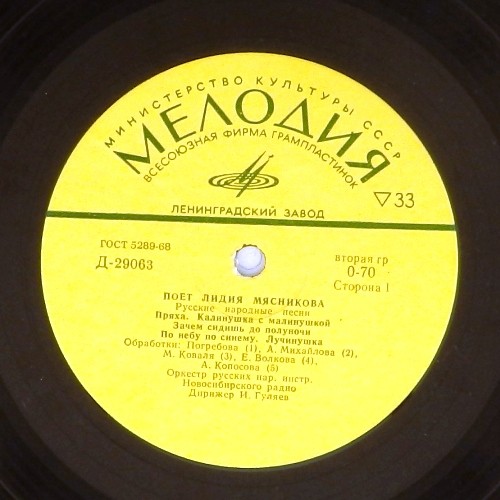 МИНИСТЕРСТВО КУЛЬТУРЫ СССР
МЕЛОДИЯ
ВСЕСОЮЗНАЯ ФИРМА ГРАМПЛАСТИНОК
33
ЛЕНИНГРАДСКИЙ ЗАВОД
ГОСТ 5289-68
Д-29063
вторая гр
0-70
Сторона 1
ПОЕТ ЛИДИЯ МЯСНИКОВА
Русские народные песни
Пряха. Калинушка с малинушкой
Зачем сидишь до полуночи
По небу по синему. Лучинушка
Обработки: Погребова (1), А. Михайлова (2),
М. Коваля (3), Е. Волкова (4),
А. Копосова (5)
Оркестр русских нар. инстр.
Новосибирского радио
Дирижер И. Гуляев